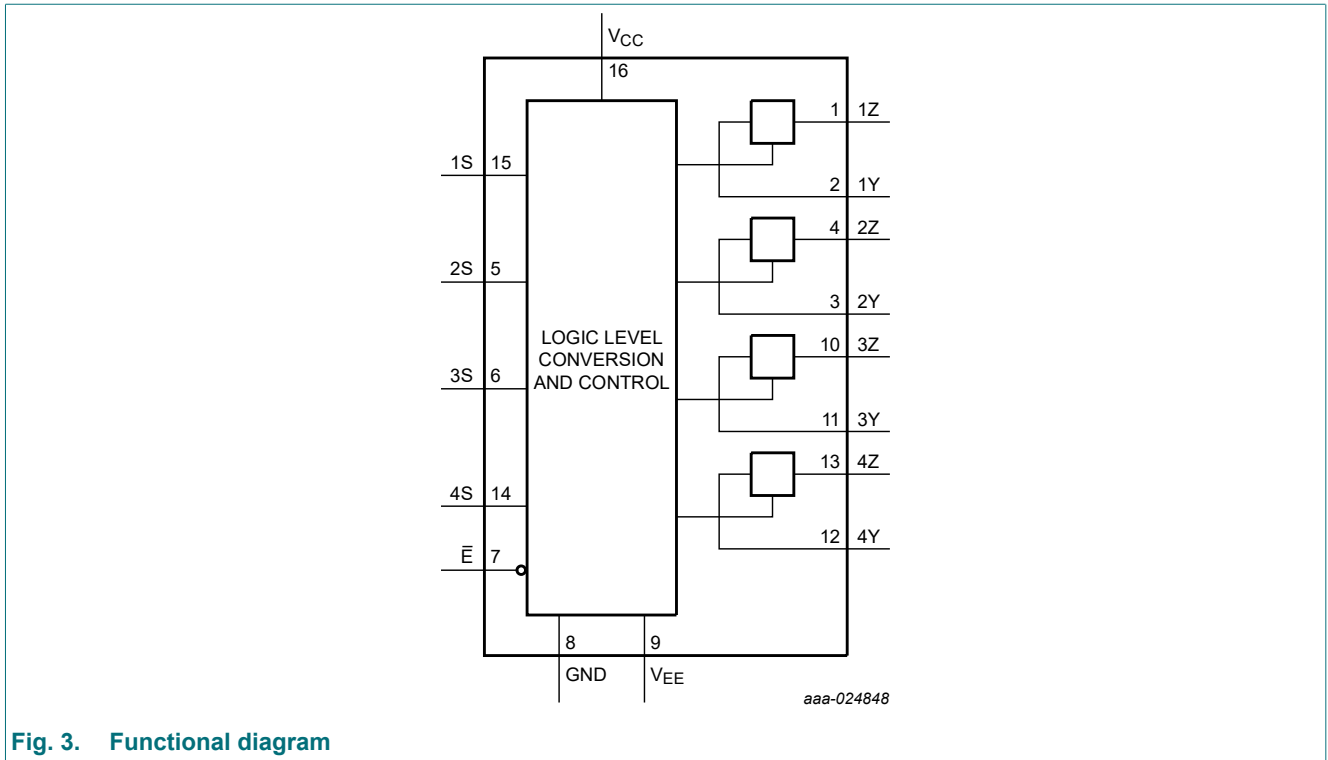 VCC
16
1 1Z
1S 15
2 1Y
4 2Z
2S 5
3 2Y
LOGIC LEVEL
CONVERSION
AND CONTROL
10 3Z
3S 6
11 3Y
13 4Z
4S 14
12 4Y
E̅ 7
8 9
GND VEE
aaa-024848
Fig. 3. Functional diagram